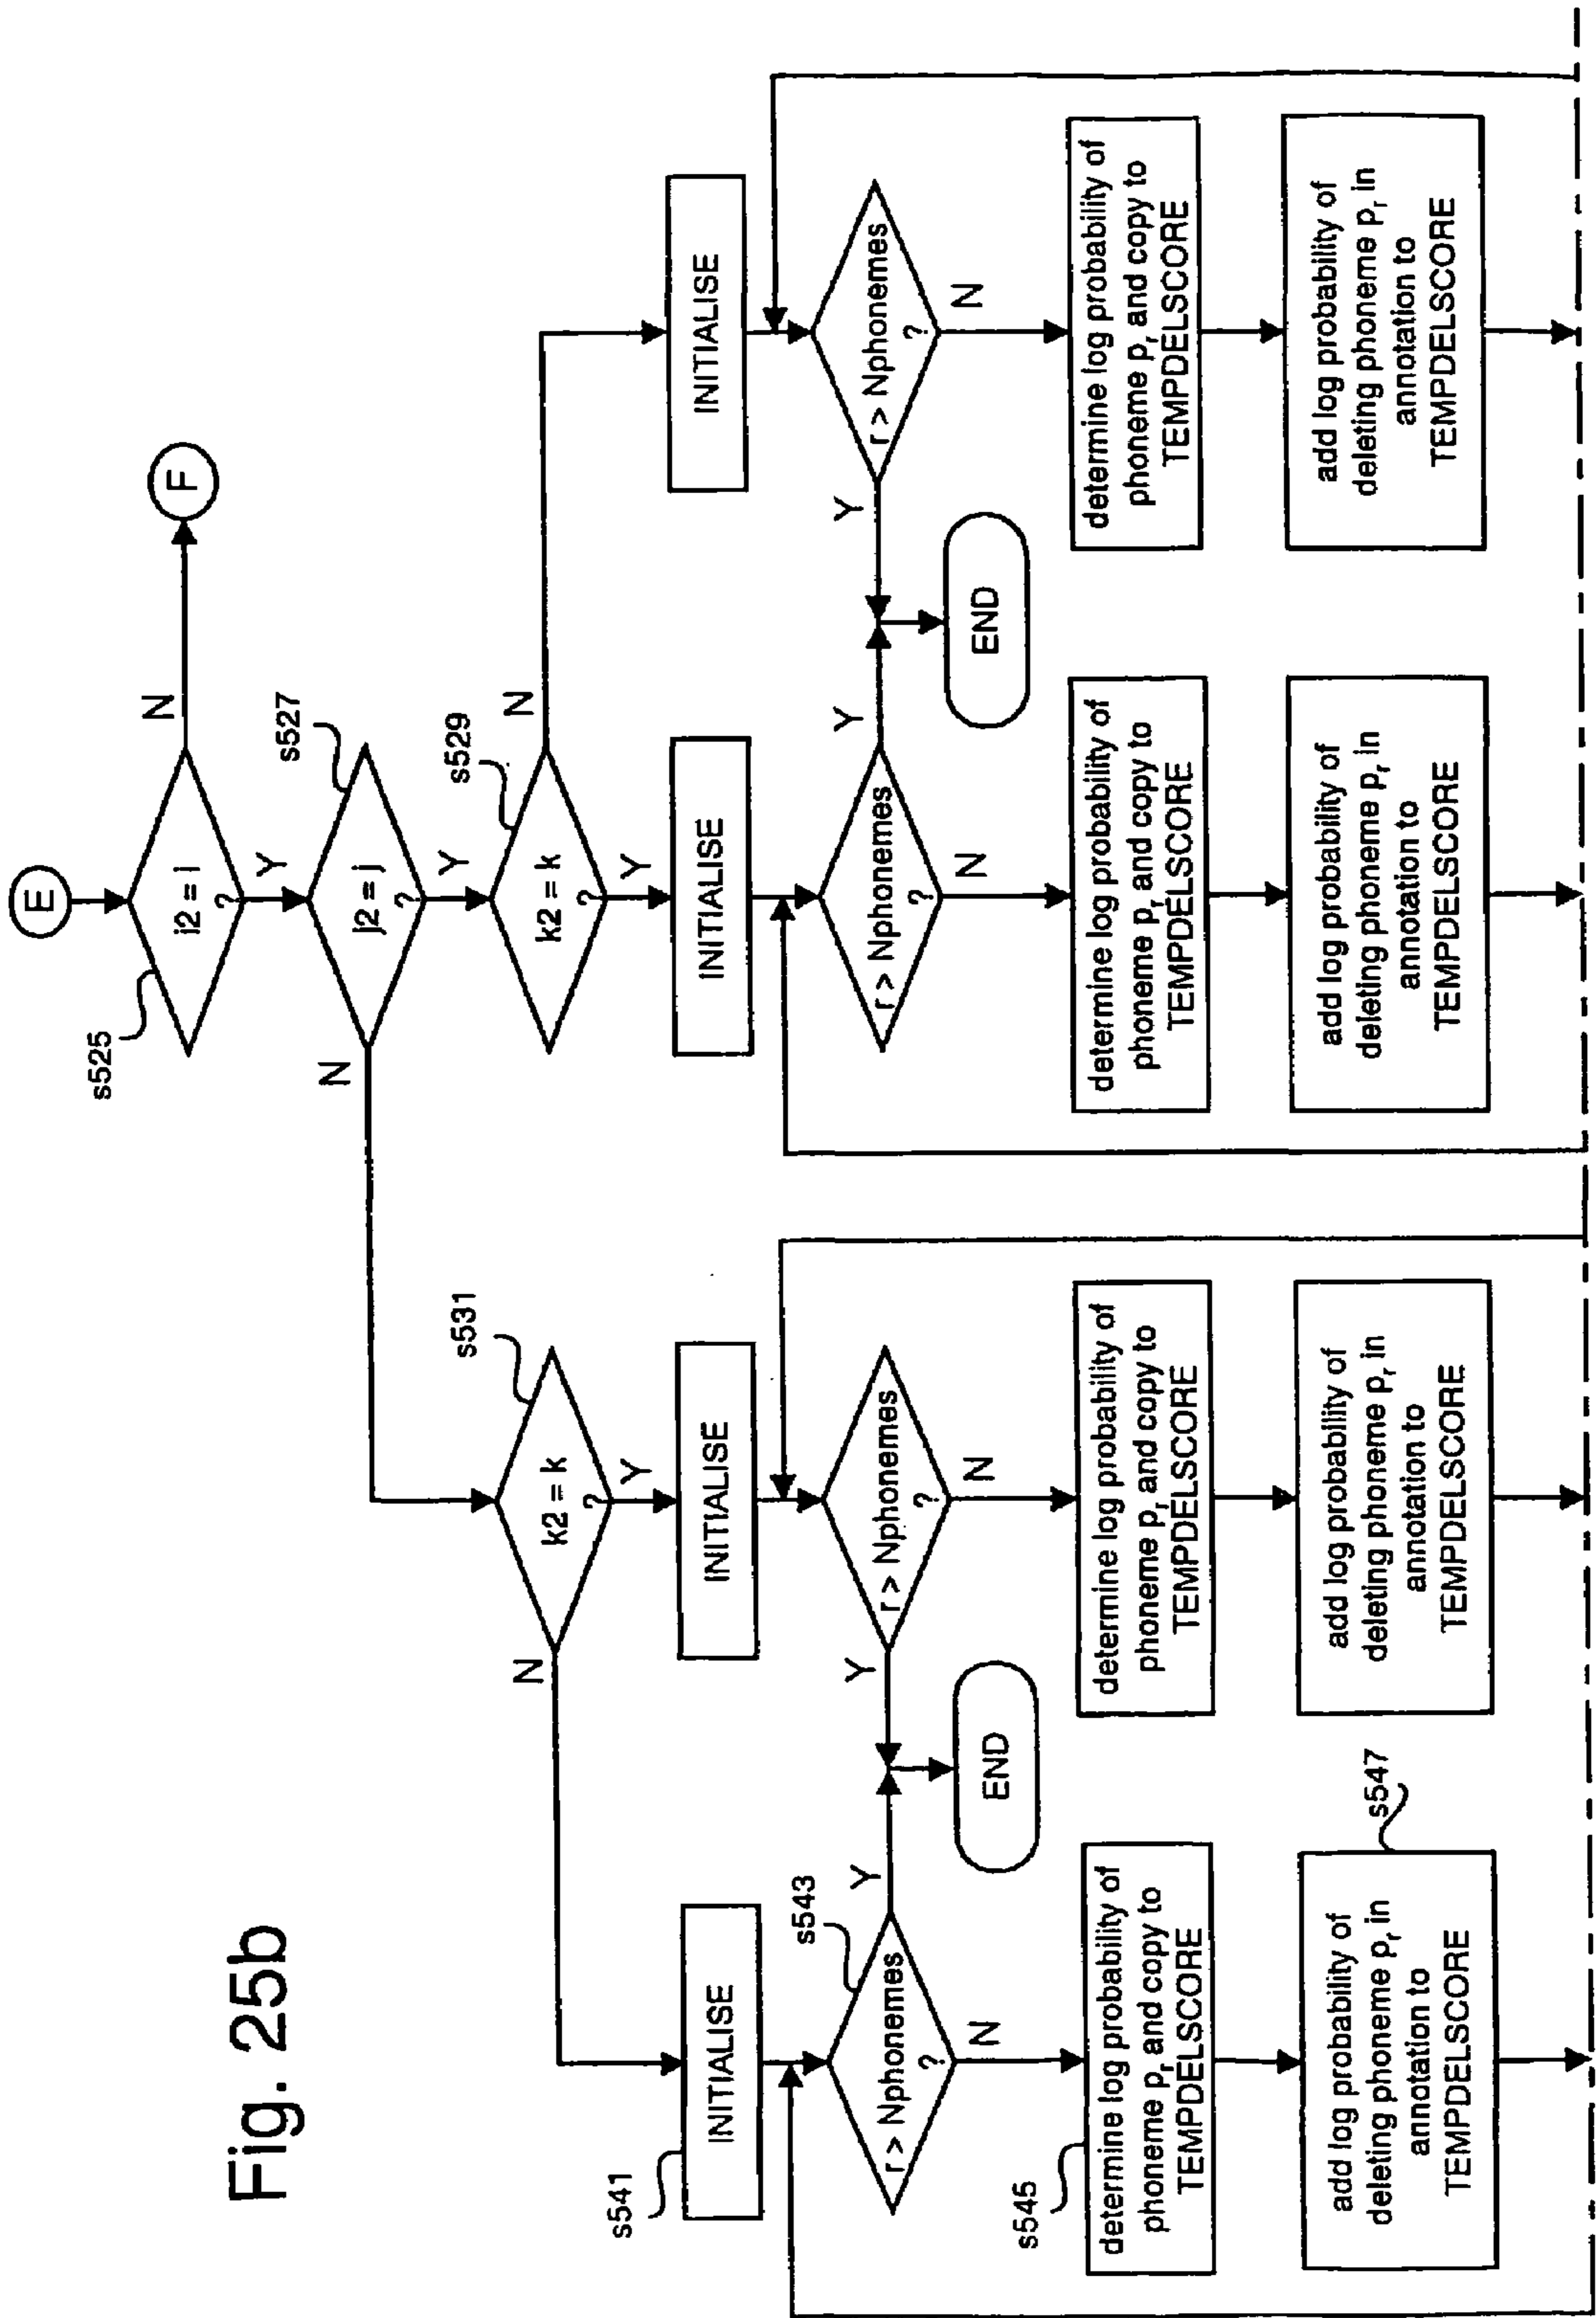 Fig. 25b
E
s525
i2 = i
?
N
F
Y
s527
j2 = j
?
N
Y
s529
k2 = k
?
N
Y
s531
k2 = k
?
N
Y
s541
INITIALISE
INITIALISE
INITIALISE
INITIALISE
s543
r > Nphonemes
?
Y
N
r > Nphonemes
?
Y
N
r > Nphonemes
?
Y
N
r > Nphonemes
?
Y
N
END
END
s545
determine log probability of
phoneme pr and copy to
TEMPDELSCORE
determine log probability of
phoneme pr and copy to
TEMPDELSCORE
determine log probability of
phoneme pr and copy to
TEMPDELSCORE
determine log probability of
phoneme pr and copy to
TEMPDELSCORE
s547
add log probability of
deleting phoneme pr in
annotation to
TEMPDELSCORE
add log probability of
deleting phoneme pr in
annotation to
TEMPDELSCORE
add log probability of
deleting phoneme pr in
annotation to
TEMPDELSCORE
add log probability of
deleting phoneme pr in
annotation to
TEMPDELSCORE